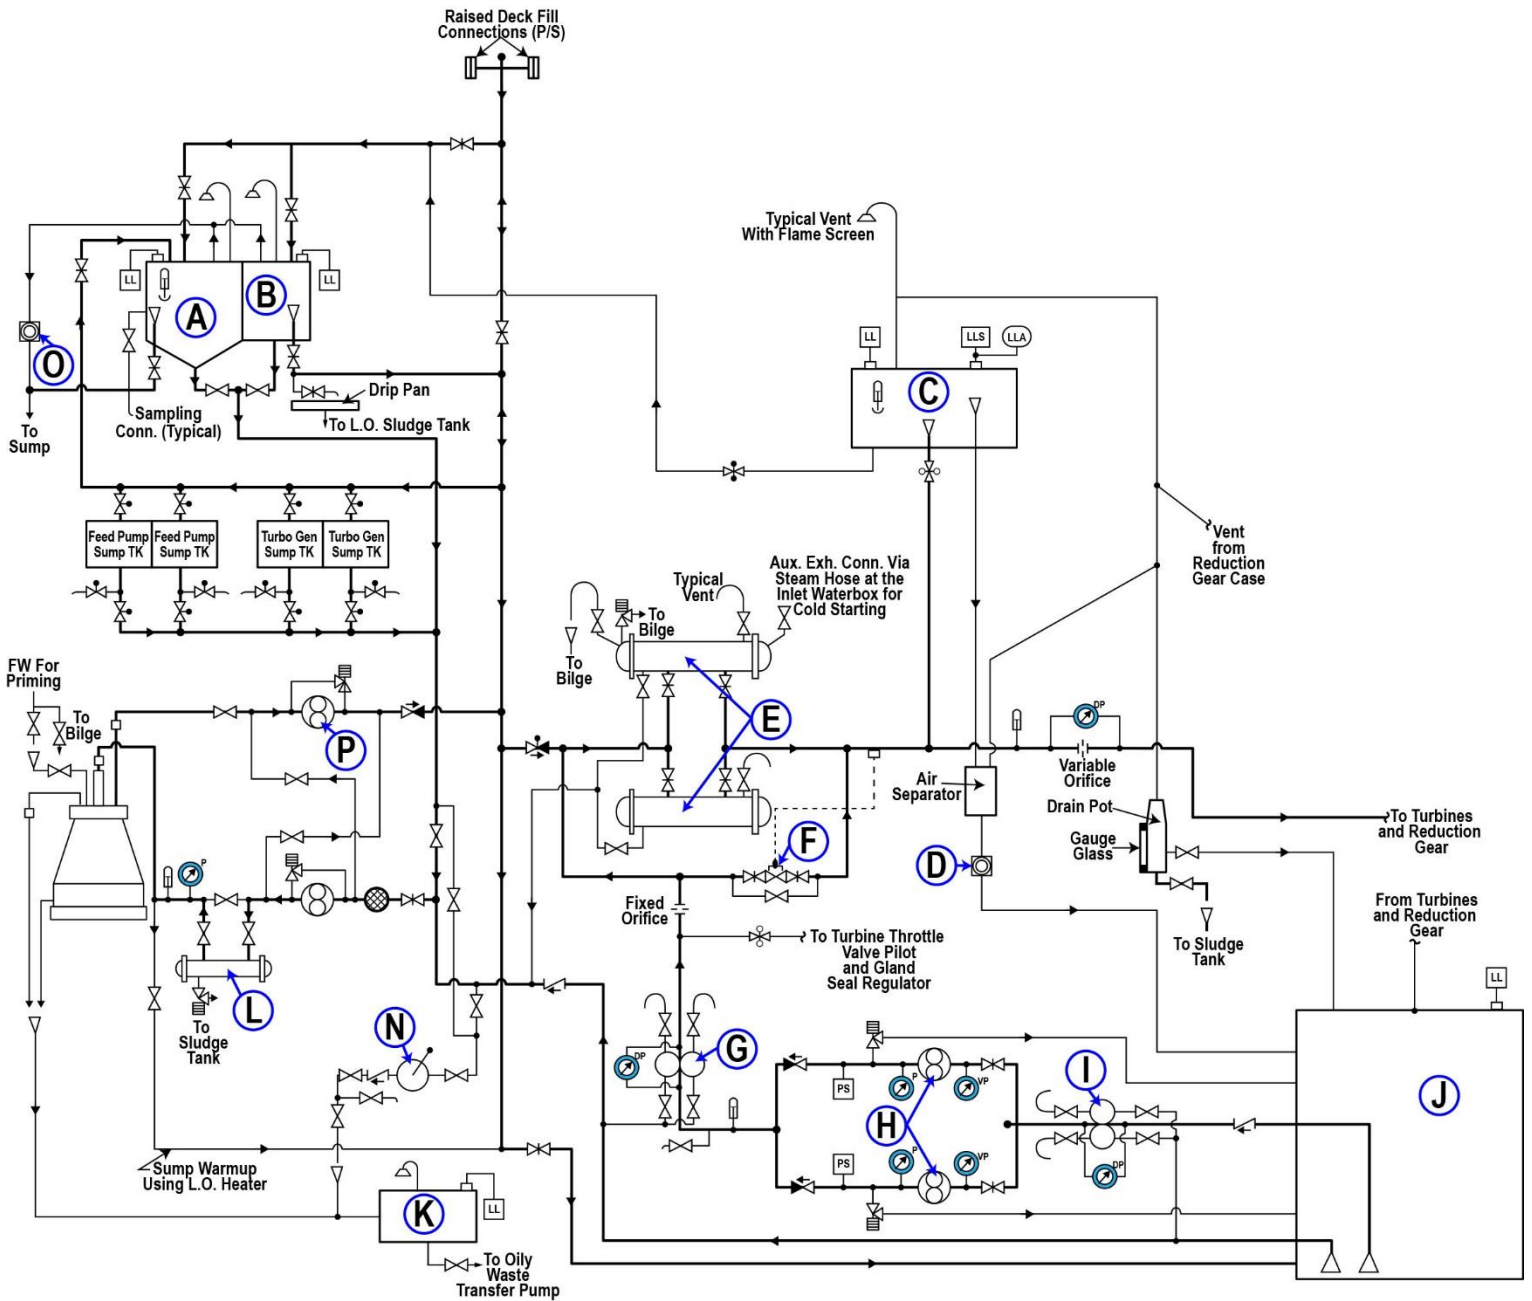 Raised Deck Fill
Connections (P/S)
Typical Vent
With Flame Screen
LL
LL
A
B
O
LL
LLS
LLA
C
Drip Pan
Sampling
Conn. (Typical)
To L.O. Sludge Tank
To
Sump
Feed Pump
Sump TK
Feed Pump
Sump TK
Turbo Gen
Sump TK
Turbo Gen
Sump TK
Vent
from
Reduction
Gear Case
Aux. Exh. Conn. Via
Steam Hose at the
Inlet Waterbox for
Cold Starting
Typical
Vent
To
Bilge
To
Bilge
FW For
Priming
To
Bilge
P
E
DP
Variable
Orifice
Air
Separator
Drain Pot
Gauge
Glass
To Turbines
and Reduction
Gear
F
D
P
Fixed
Orifice
To Turbine Throttle
Valve Pilot
and Gland
Seal Regulator
From Turbines
and Reduction
Gear
To Sludge
Tank
L
To
Sludge
Tank
N
LL
DP
G
PS
P
VP
H
I
J
PS
P
VP
DP
Sump Warmup
Using L.O. Heater
K
LL
To Oily
Waste
Transfer Pump